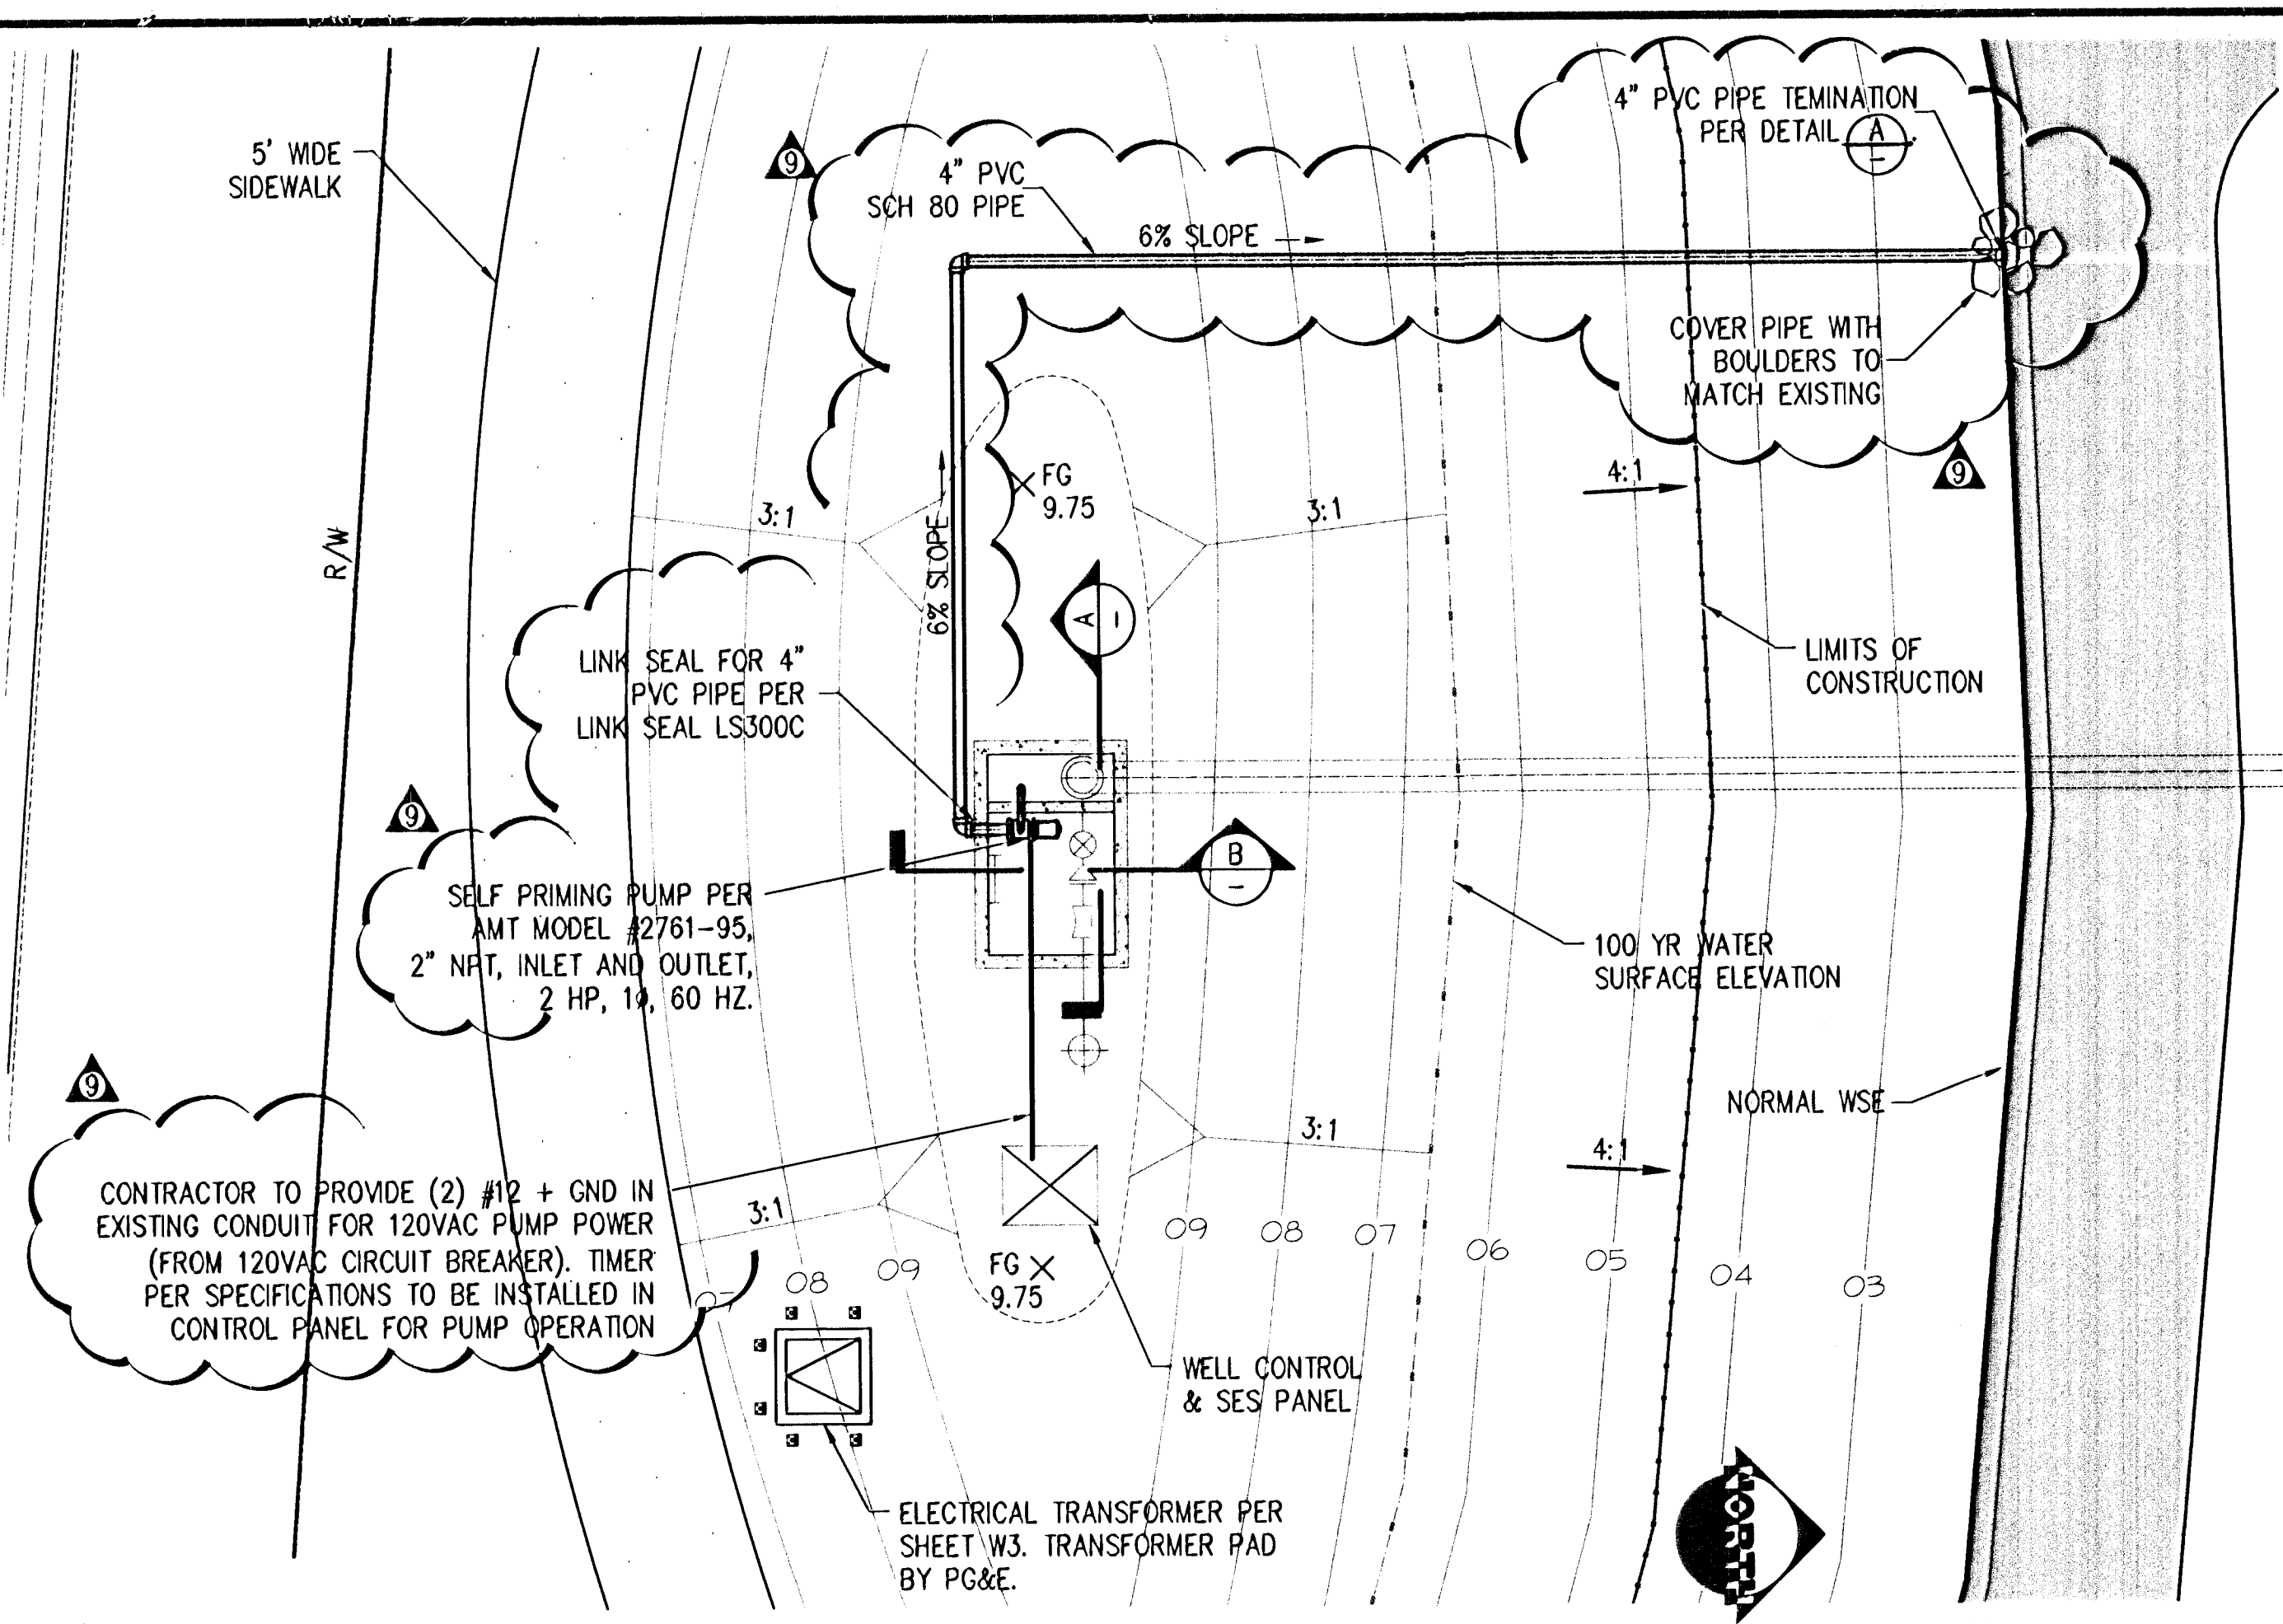 4" PVC PIPE TEMINATION
PER DETAIL
A
–
5' WIDE
SIDEWALK
9
4" PVC
SCH 80 PIPE
6% SLOPE
COVER PIPE WITH
BOULDERS TO
MATCH EXISTING
9
4:1
FG
9.75
3:1
3:1
R/W
6% SLOPE
A
–
LINK SEAL FOR 4"
PVC PIPE PER
LINK SEAL LS300C
LIMITS OF
CONSTRUCTION
9
B
–
SELF PRIMING PUMP PER
AMT MODEL #2761-95,
2" NPT, INLET AND OUTLET,
2 HP, 1ϕ, 60 HZ.
100 YR WATER
SURFACE ELEVATION
9
NORMAL WSE
3:1
4:1
CONTRACTOR TO PROVIDE (2) #12 + GND IN
EXISTING CONDUIT FOR 120VAC PUMP POWER
(FROM 120VAC CIRCUIT BREAKER). TIMER
PER SPECIFICATIONS TO BE INSTALLED IN
CONTROL PANEL FOR PUMP OPERATION
3:1
07
08
09
FG
9.75
09
08
07
06
05
04
03
WELL CONTROL
& SES PANEL
ELECTRICAL TRANSFORMER PER
SHEET W3. TRANSFORMER PAD
BY PG&E.
NORTH